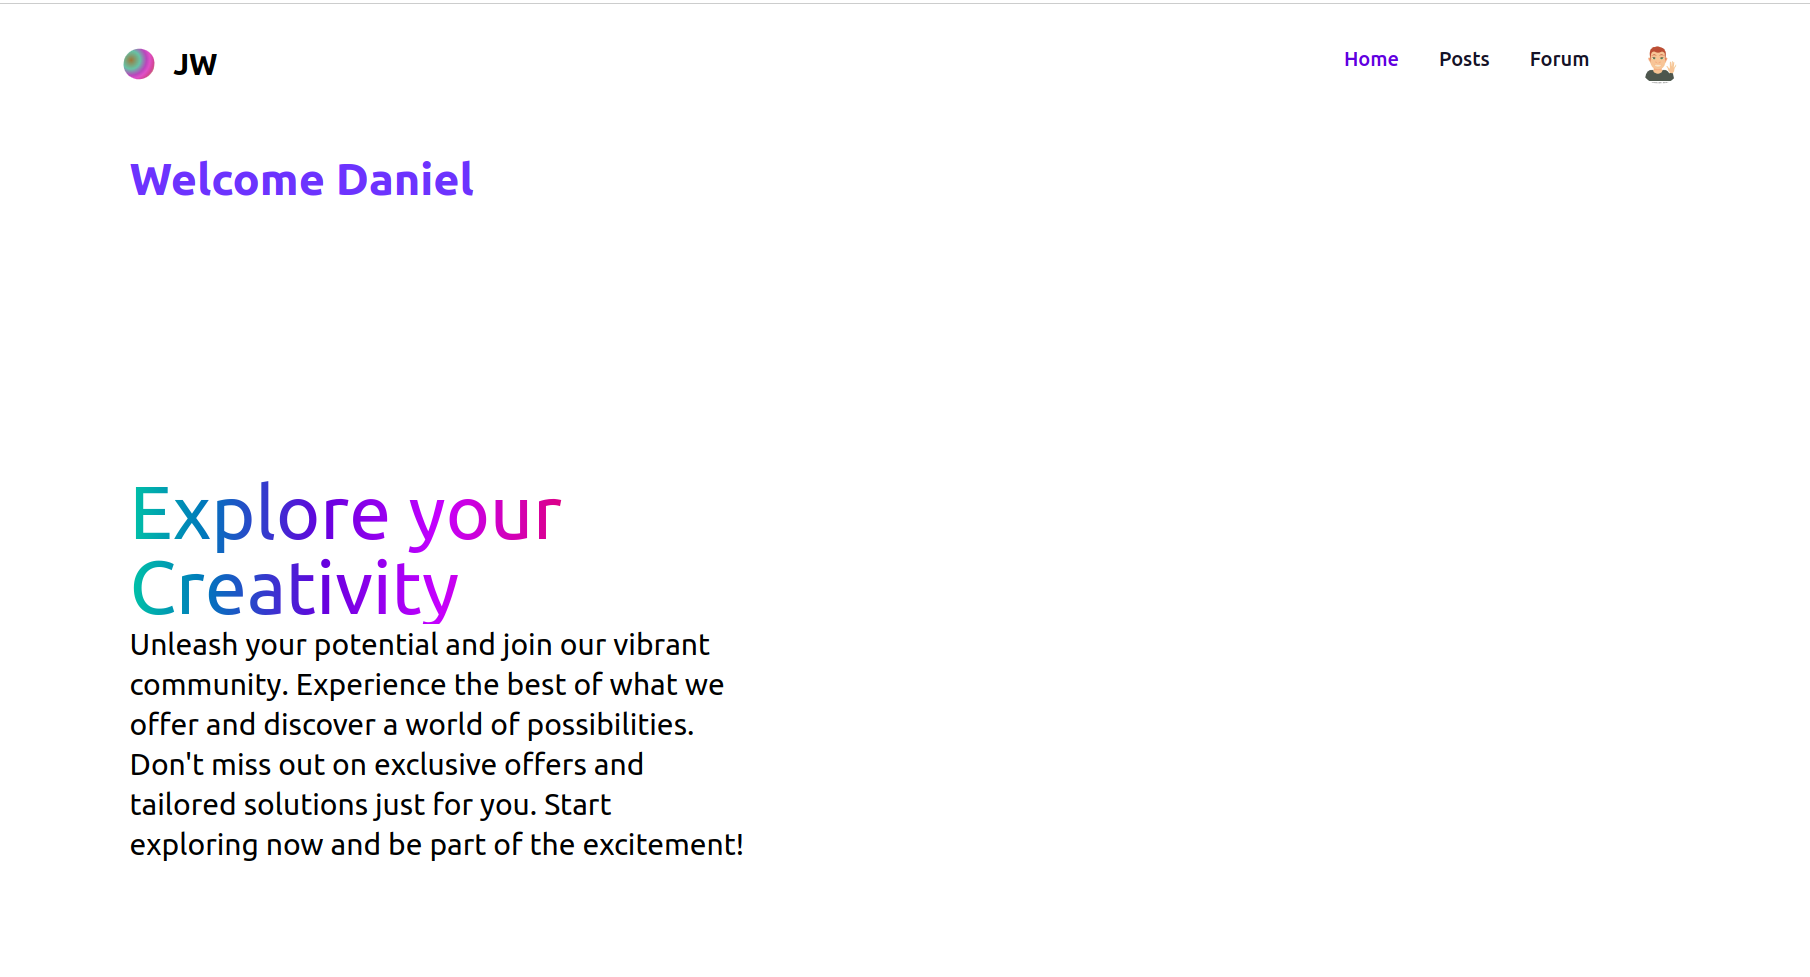 JW
Home Posts Forum
Welcome Daniel
Explore your
Creativity
Unleash your potential and join our vibrant
community. Experience the best of what we
offer and discover a world of possibilities.
Don't miss out on exclusive offers and
tailored solutions just for you. Start
exploring now and be part of the excitement!